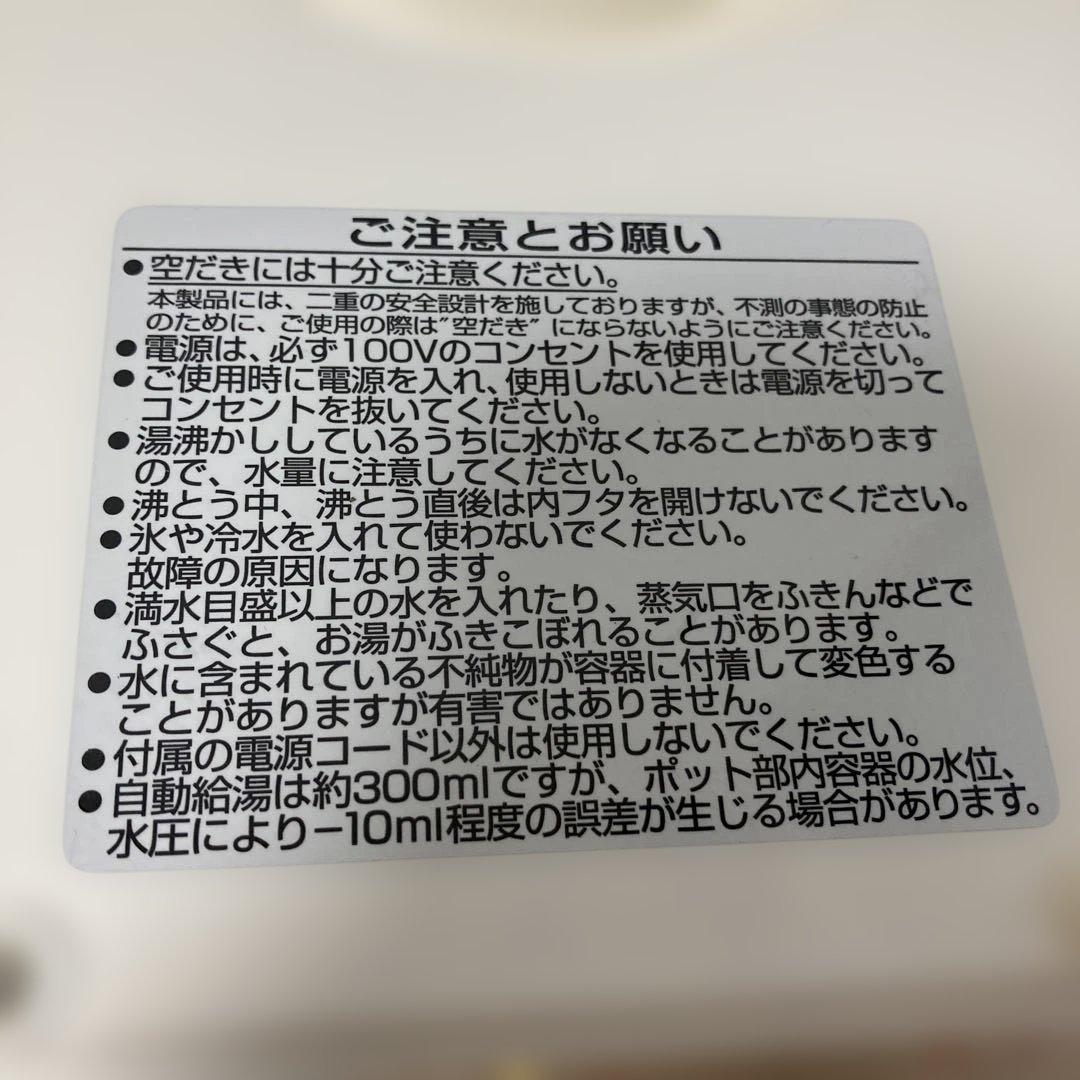 ご注意とお願い
●空だきには十分ご注意ください。
本製品には、二重の安全設計を施しておりますが、不測の事態の防止
のために、ご使用の際は"空だき"にならないようにご注意ください。
●電源は、必ず100Vのコンセントを使用してください。
●ご使用時に電源を入れ、使用しないときは電源を切って
コンセントを抜いてください。
●湯沸かししているうちに水がなくなることがあります
ので、水量に注意してください。
●沸とう中、沸とう直後は内フタを開けないでください。
●氷や冷水を入れて使わないでください。
故障の原因になります。
●満水目盛以上の水を入れたり、蒸気口をふきんなどで
ふさぐと、お湯がふきこぼれることがあります。
●水に含まれている不純物が容器に付着して変色する
ことがありますが有害ではありません。
●付属の電源コード以外は使用しないでください。
●自動給湯は約300mlですが、ポット部内容器の水位、
水圧により−10ml程度の誤差が生じる場合があります。